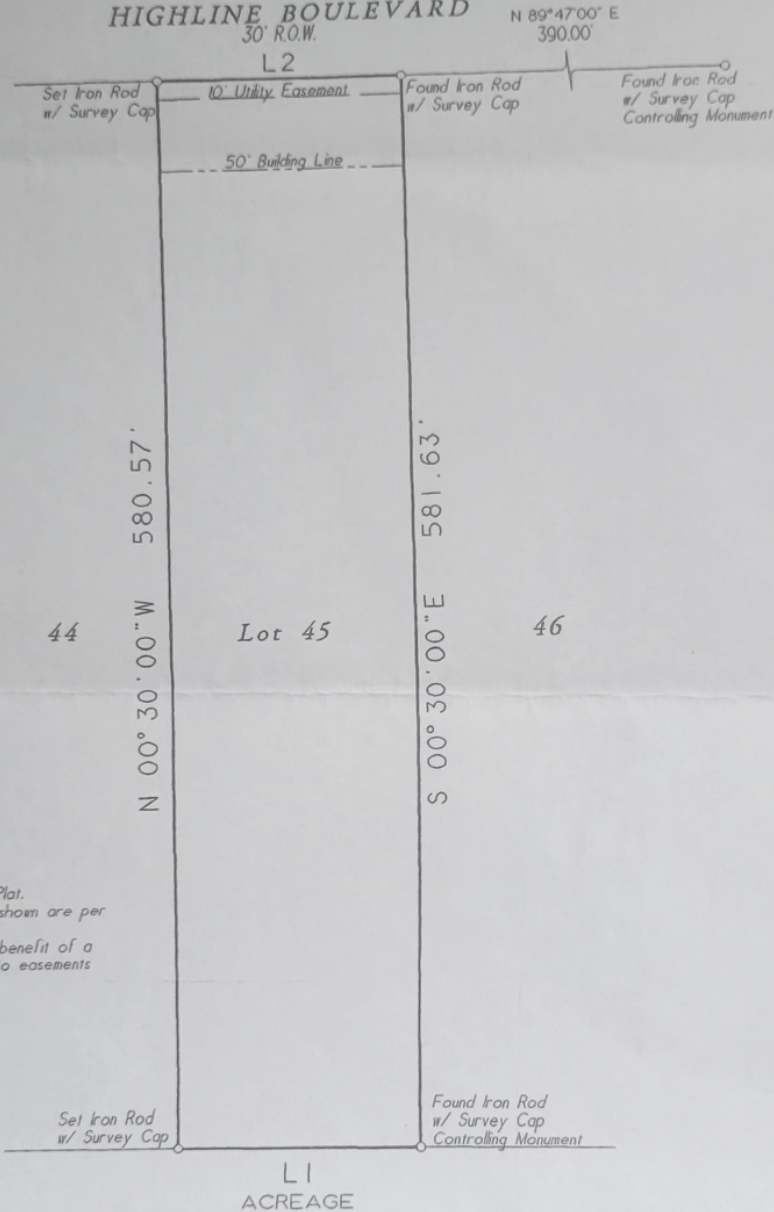 HIGHLINE BOULEVARD
30' R.O.W.
N 89°47'00" E
390.00'
L2
Set Iron Rod
w/ Survey Cap
10' Utility Easement
Found Iron Rod
w/ Survey Cap
Found Iron Rod
w/ Survey Cap
Controlling Monument
50' Building Line
N 00°30'00"W 580.57'
S 00°30'00"E 581.63'
44
Lot 45
46
Plat.
shown are per
benefit of a
o easements
Set Iron Rod
w/ Survey Cap
Found Iron Rod
w/ Survey Cap
Controlling Monument
L1
ACREAGE